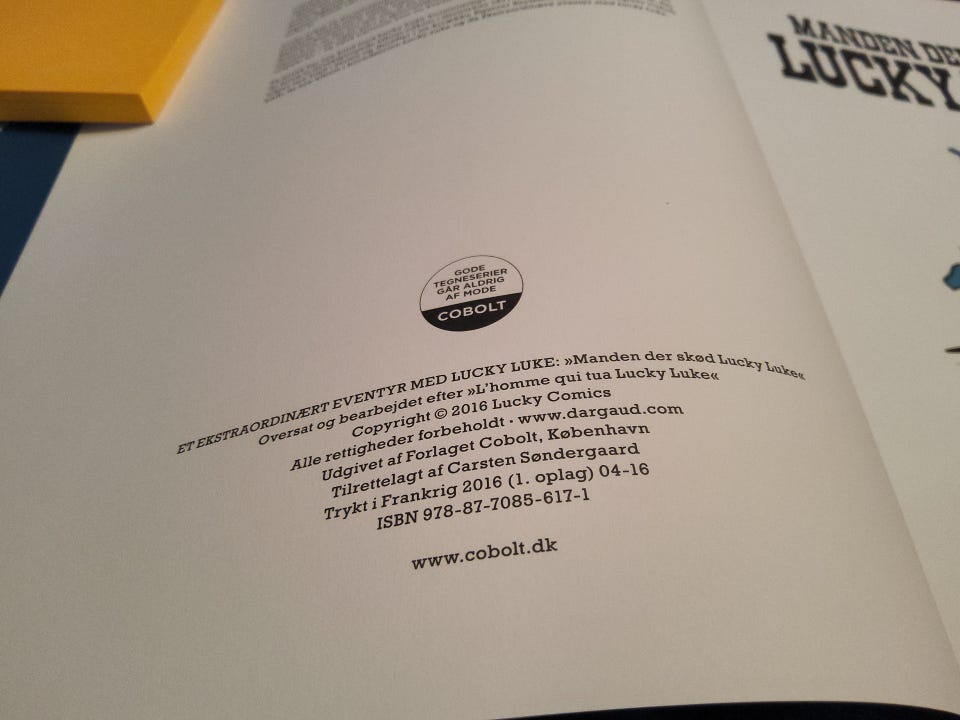 MANDEN DE
LUCKY
GODE
TEGNESERIER
GÅR ALDRIG
AF MODE
COBOLT
ET EKSTRAORDINÆRT EVENTYR MED LUCKY LUKE: »Manden der skød Lucky Luke«
Oversat og bearbejdet efter »L'homme qui tua Lucky Luke«
Copyright © 2016 Lucky Comics
Alle rettigheder forbeholdt · www.dargaud.com
Udgivet af Forlaget Cobolt, København
Tilrettelagt af Carsten Søndergaard
Trykt i Frankrig 2016 (1. oplag) 04-16
ISBN 978-87-7085-617-1
www.cobolt.dk